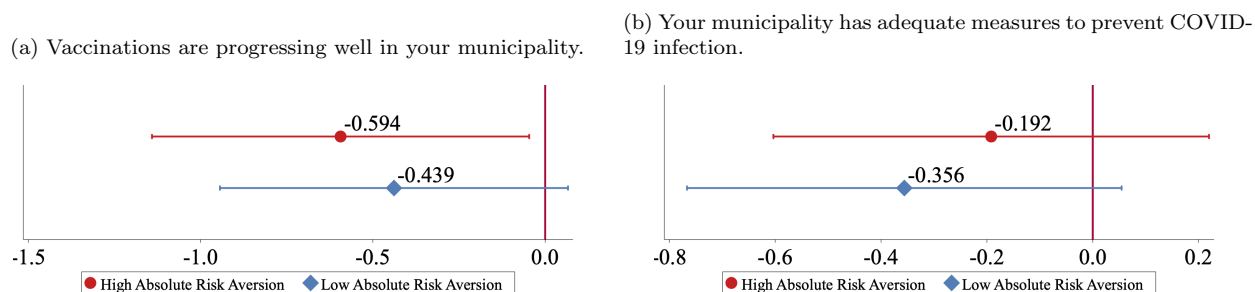 (a) Vaccinations are progressing well in your municipality.
-0.594
-0.439
-1.5 -1.0 -0.5 0.0
High Absolute Risk Aversion Low Absolute Risk Aversion
(b) Your municipality has adequate measures to prevent COVID-
19 infection.
-0.192
-0.356
-0.8 -0.6 -0.4 -0.2 0.0 0.2
High Absolute Risk Aversion Low Absolute Risk Aversion